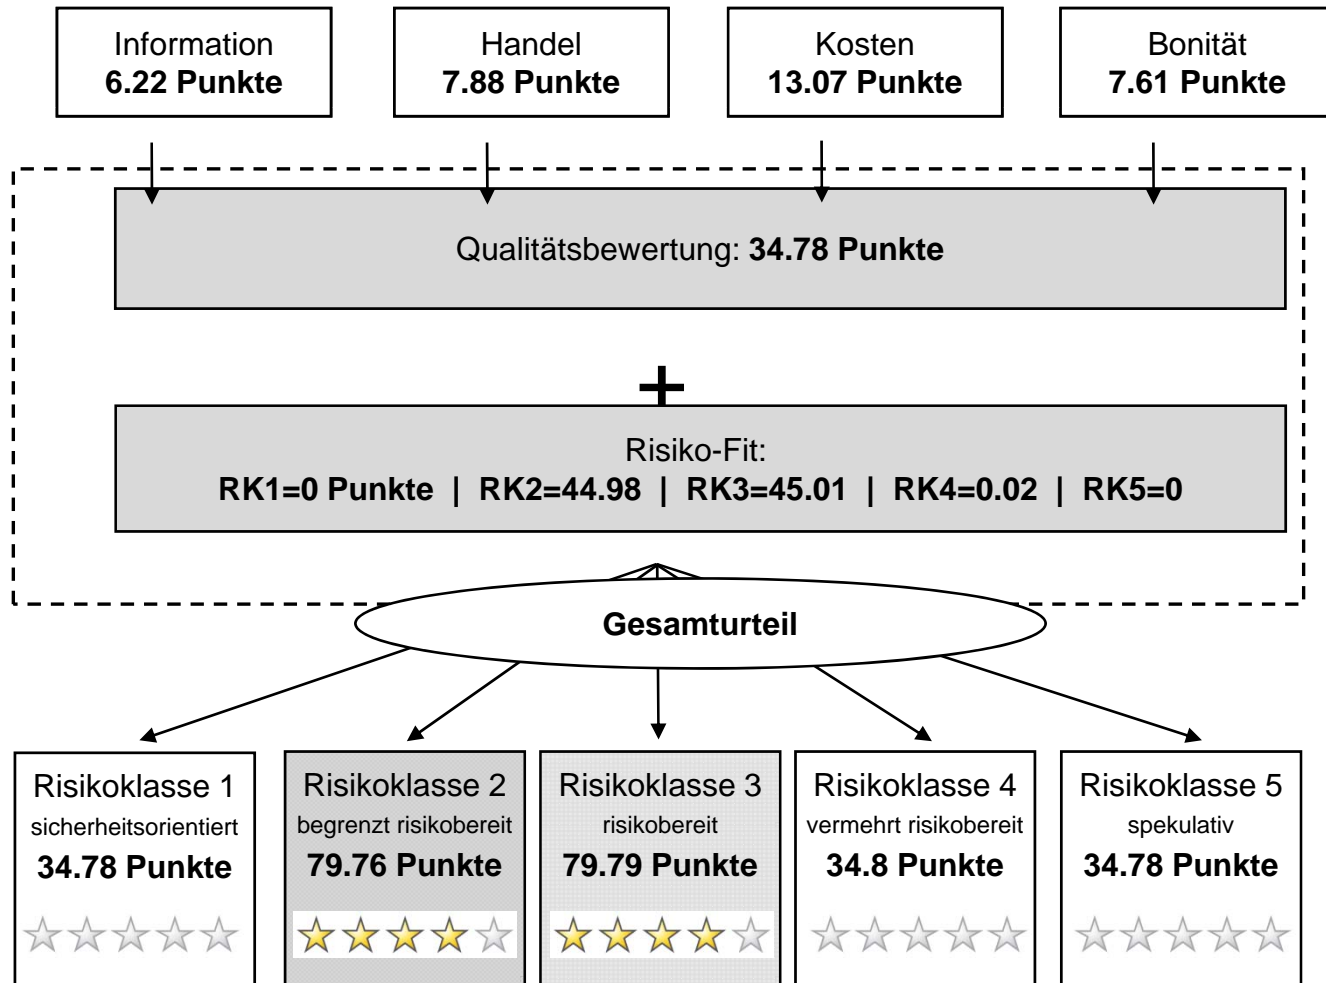 Information
6.22 Punkte
Handel
7.88 Punkte
Kosten
13.07 Punkte
Bonität
7.61 Punkte
Qualitätsbewertung: 34.78 Punkte
+
Risiko-Fit:
RK1=0 Punkte | RK2=44.98 | RK3=45.01 | RK4=0.02 | RK5=0
Gesamturteil
Risikoklasse 1
sicherheitsorientiert
34.78 Punkte
Risikoklasse 2
begrenzt risikobereit
79.76 Punkte
Risikoklasse 3
risikobereit
79.79 Punkte
Risikoklasse 4
vermehrt risikobereit
34.8 Punkte
Risikoklasse 5
spekulativ
34.78 Punkte